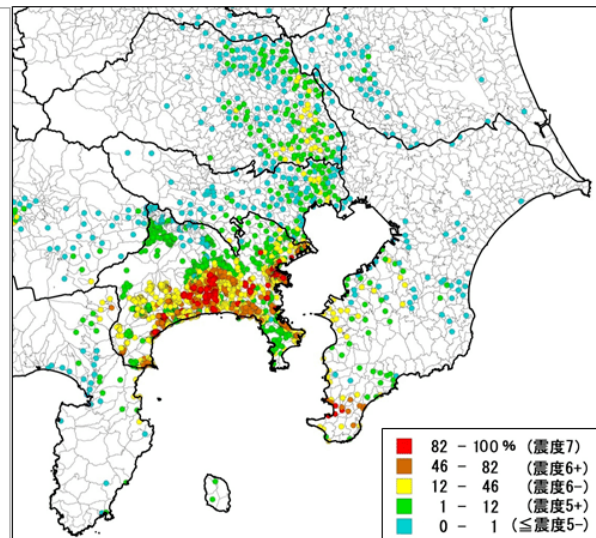 82 - 100% (震度7)
46 - 82 (震度6+)
12 - 46 (震度6-)
1 - 12 (震度5+)
0 - 1 (≦震度5-)